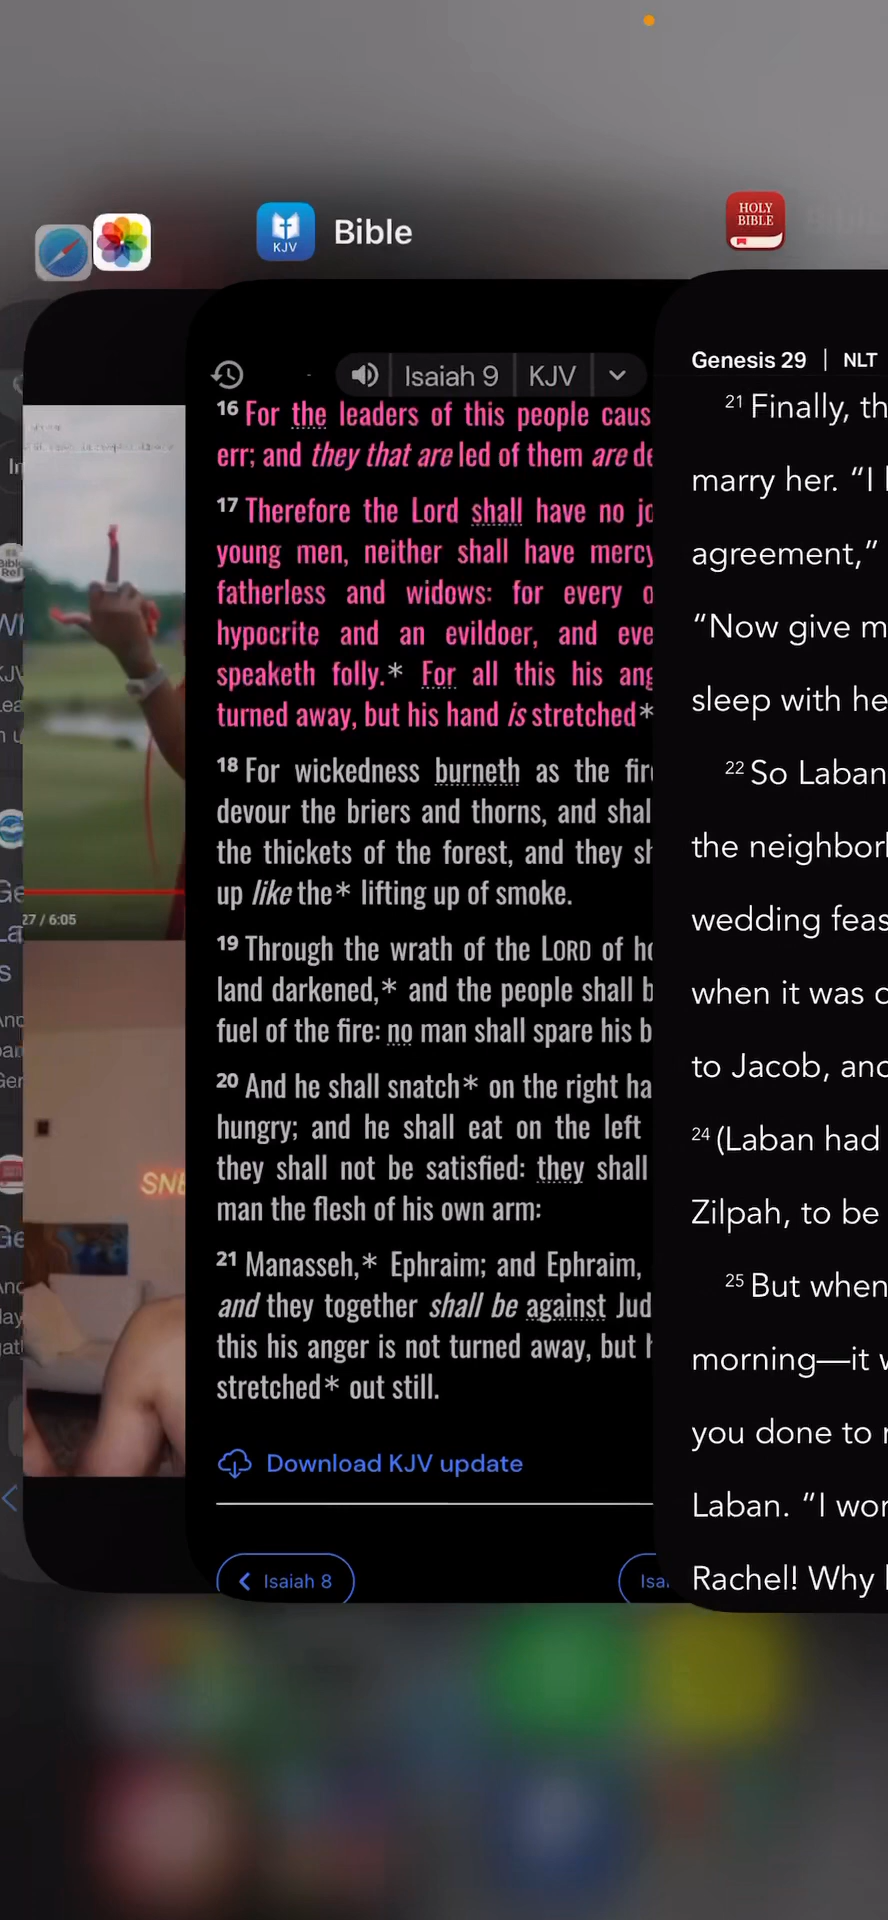 Bible
KJV
HOLY
BIBLE
Isaiah 9 KJV
16 For the leaders of this people caus
err; and they that are led of them are de
17 Therefore the Lord shall have no jo
young men, neither shall have mercy
fatherless and widows: for every o
hypocrite and an evildoer, and eve
speaketh folly.* For all this his ang
turned away, but his hand is stretched*
18 For wickedness burneth as the fire
devour the briers and thorns, and shal
the thickets of the forest, and they sh
up like the* lifting up of smoke.
19 Through the wrath of the LORD of ho
land darkened,* and the people shall b
fuel of the fire: no man shall spare his b
20 And he shall snatch* on the right ha
hungry; and he shall eat on the left
they shall not be satisfied: they shall
man the flesh of his own arm:
21 Manasseh,* Ephraim; and Ephraim,
and they together shall be against Jud
this his anger is not turned away, but h
stretched* out still.
Download KJV update
Isaiah 8
Isa
Genesis 29 | NLT
21 Finally, th
marry her. “I
agreement,”
“Now give m
sleep with he
22 So Laban
the neighborh
wedding feas
when it was
to Jacob, and
24 (Laban had
Zilpah, to be
25 But when
morning—it w
you done to
Laban. “I wor
Rachel! Why
27 / 6:05
SNE